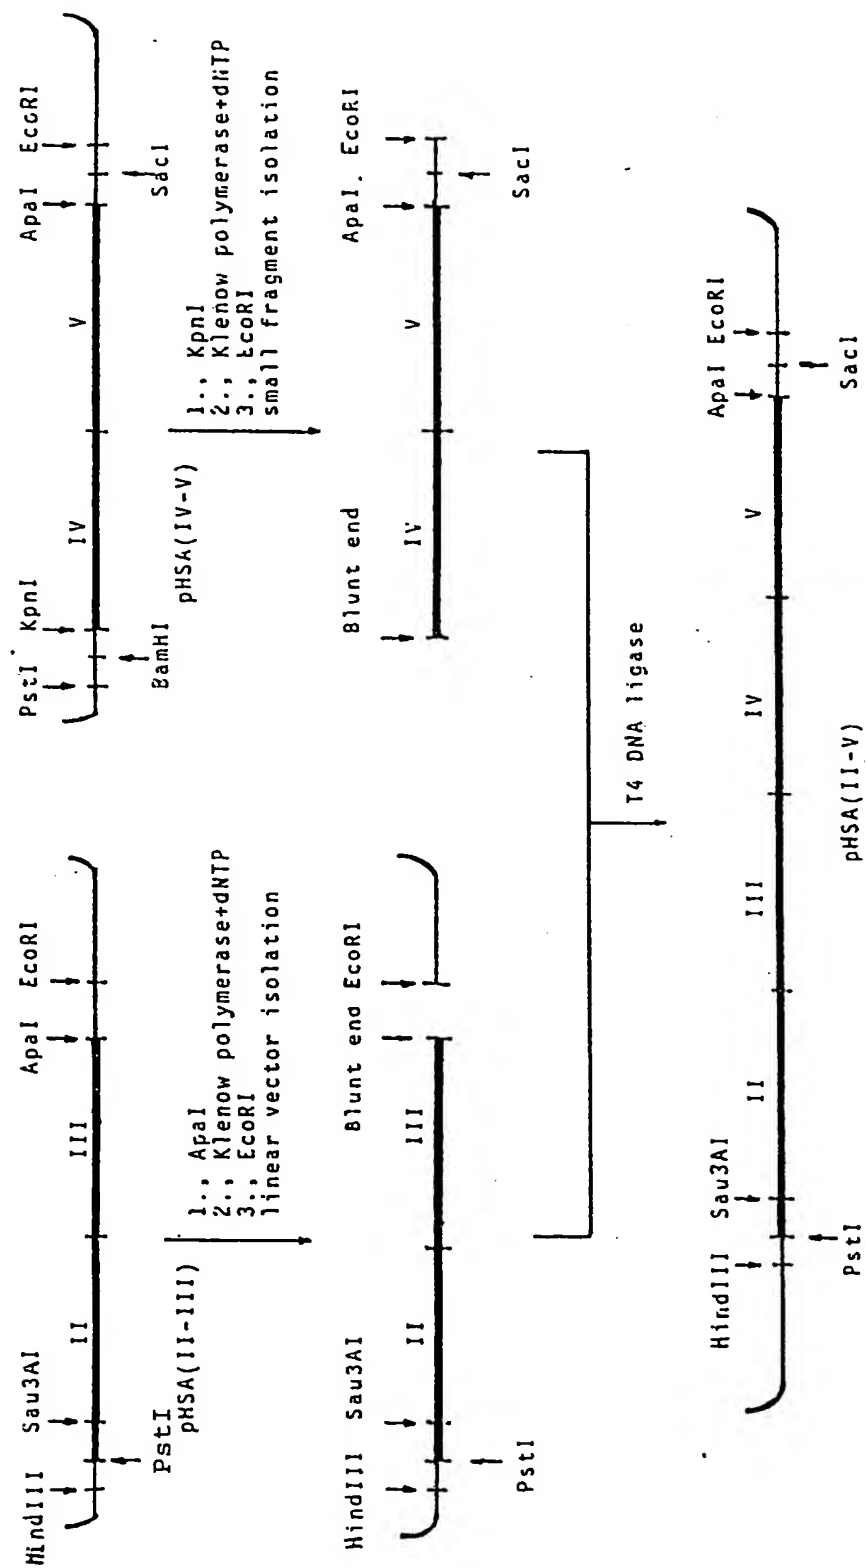 HindIII Sau3AI ApaI EcoRI
II III
PstI
pHSA(II-III)
1., ApaI
2., Klenow polymerase+dNTP
3., EcoRI
linear vector isolation
HindIII Sau3AI Blunt end EcoRI
II III
PstI
PstI KpnI ApaI EcoRI
IV V
BamHI SacI
pHSA(IV-V)
1., KpnI
2., Klenow polymerase+dNTP
3., EcoRI
small fragment isolation
Blunt end ApaI. EcoRI
IV V
SacI
T4 DNA ligase
HindIII Sau3AI ApaI EcoRI
II III IV V
PstI SacI
pHSA(II-V)